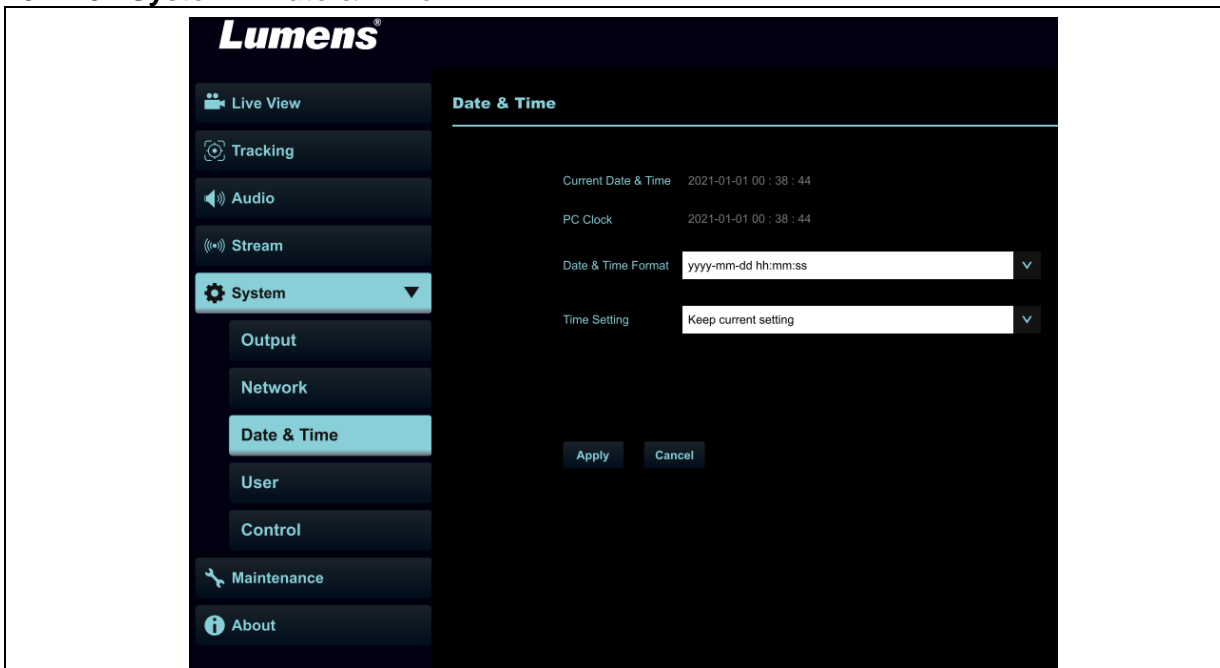 Lumens®
Live View
Tracking
Audio
Stream
System
Output
Network
Date & Time
User
Control
Maintenance
About
Date & Time
Current Date & Time 2021-01-01 00 : 38 : 44
PC Clock 2021-01-01 00 : 38 : 44
Date & Time Format yyyy-mm-dd hh:mm:ss
Time Setting Keep current setting
Apply Cancel